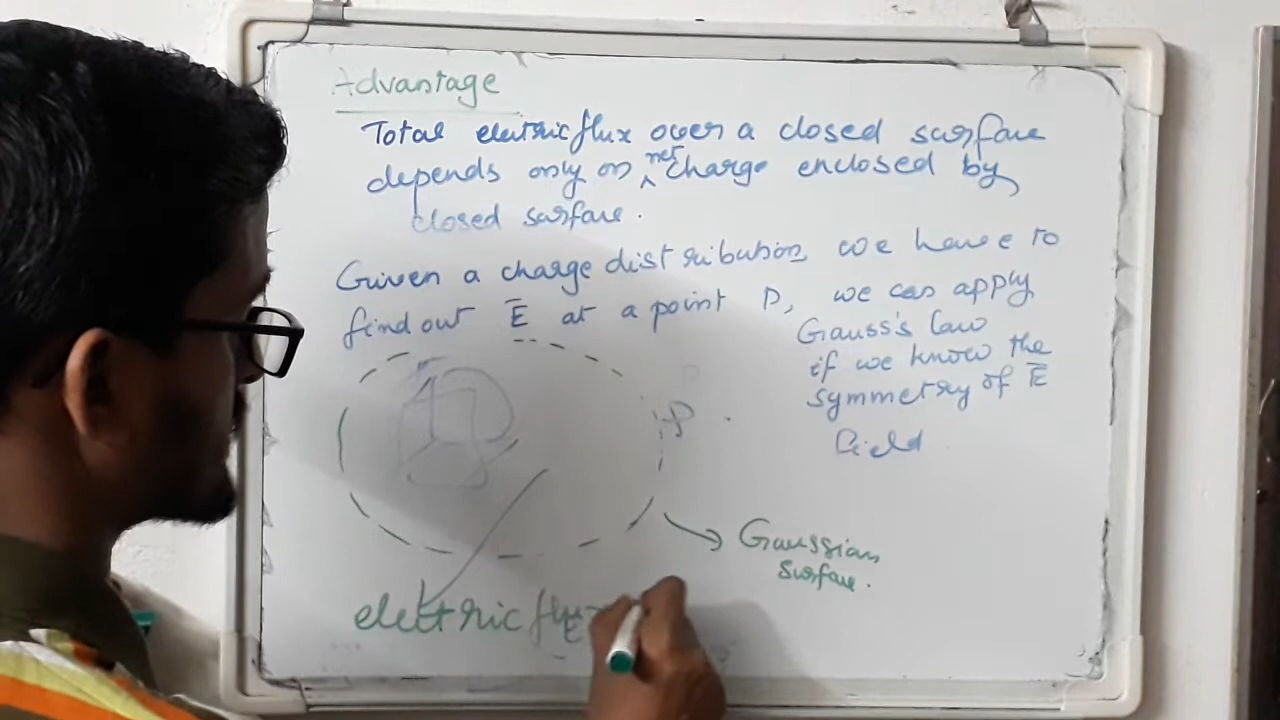 Advantage
Total electric flux over a closed surface
depends only on net charge enclosed by
closed surface.
Given a charge distribution we have to
find out E̅ at a point P, we can apply
Gauss's law
if we know the
symmetry of E̅
field
P
Gaussian
surface.
electric flux